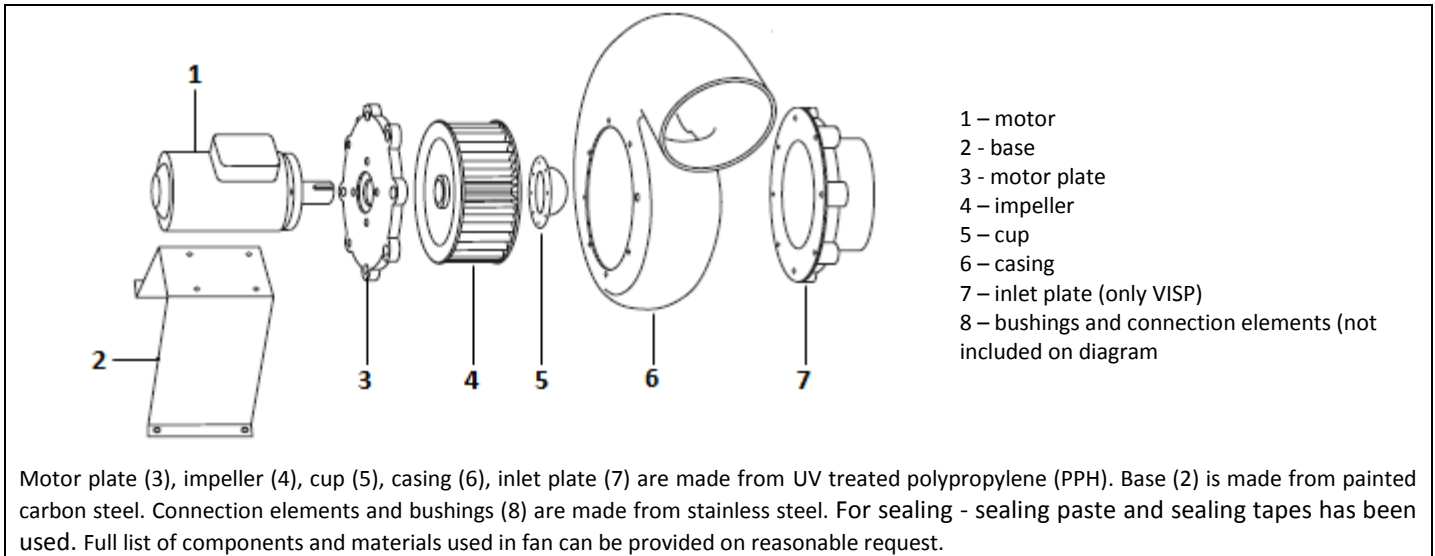 1
2
3
4
5
6
7
1 – motor
2 - base
3 - motor plate
4 – impeller
5 – cup
6 – casing
7 – inlet plate (only VISP)
8 – bushings and connection elements (not
included on diagram
Motor plate (3), impeller (4), cup (5), casing (6), inlet plate (7) are made from UV treated polypropylene (PPH). Base (2) is made from painted
carbon steel. Connection elements and bushings (8) are made from stainless steel. For sealing - sealing paste and sealing tapes has been
used. Full list of components and materials used in fan can be provided on reasonable request.